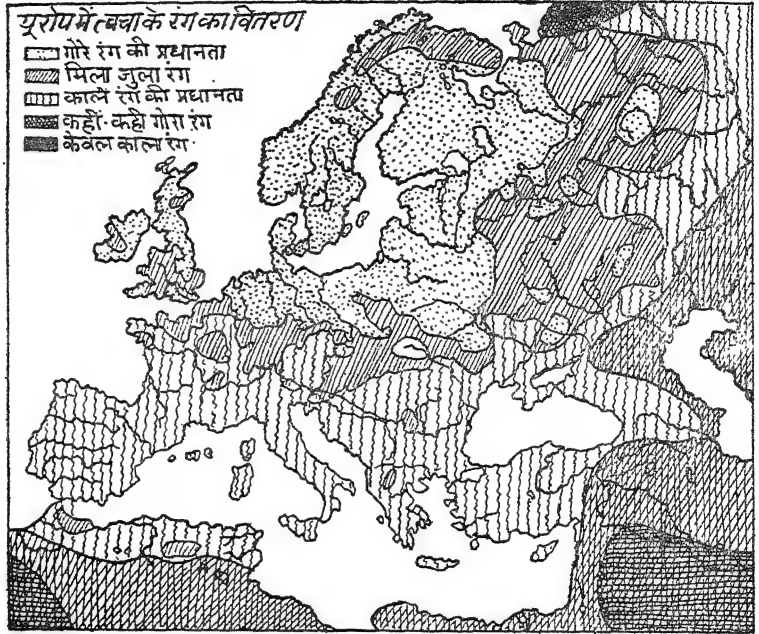 यूरोप में त्वचा के रंग का वितरण
गोरे रंग की प्रधानता
मिला जुला रंग
काले रंग की प्रधानता
कहीं-कहीं गोरा रंग
केवल काला रंग